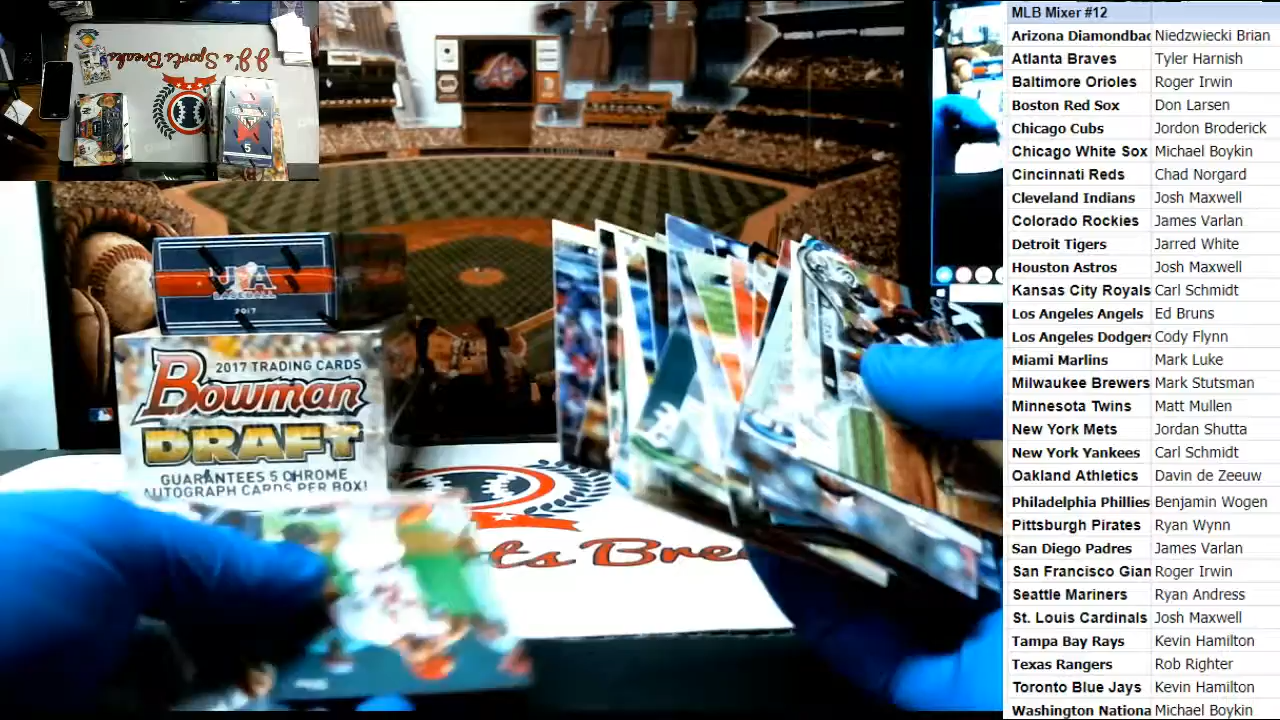 J.J.'s Sports Breaks
5
USA
BASEBALL
2017
2017 TRADING CARDS
Bowman
DRAFT
GUARANTEES 5 CHROME
AUTOGRAPH CARDS PER BOX!
ts Brea
MLB Mixer #12
Arizona Diamondbac Niedzwiecki Brian
Atlanta Braves Tyler Harnish
Baltimore Orioles Roger Irwin
Boston Red Sox Don Larsen
Chicago Cubs Jordon Broderick
Chicago White Sox Michael Boykin
Cincinnati Reds Chad Norgard
Cleveland Indians Josh Maxwell
Colorado Rockies James Varlan
Detroit Tigers Jarred White
Houston Astros Josh Maxwell
Kansas City Royals Carl Schmidt
Los Angeles Angels Ed Bruns
Los Angeles Dodgers Cody Flynn
Miami Marlins Mark Luke
Milwaukee Brewers Mark Stutsman
Minnesota Twins Matt Mullen
New York Mets Jordan Shutta
New York Yankees Carl Schmidt
Oakland Athletics Davin de Zeeuw
Philadelphia Phillies Benjamin Wogen
Pittsburgh Pirates Ryan Wynn
San Diego Padres James Varlan
San Francisco Gian Roger Irwin
Seattle Mariners Ryan Andress
St. Louis Cardinals Josh Maxwell
Tampa Bay Rays Kevin Hamilton
Texas Rangers Rob Righter
Toronto Blue Jays Kevin Hamilton
Washington Nationa Michael Boykin